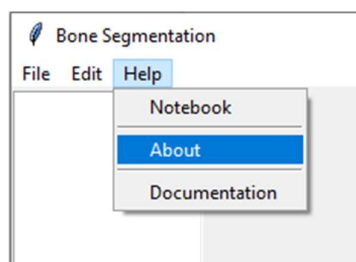 Bone Segmentation
File Edit Help
Notebook
About
Documentation